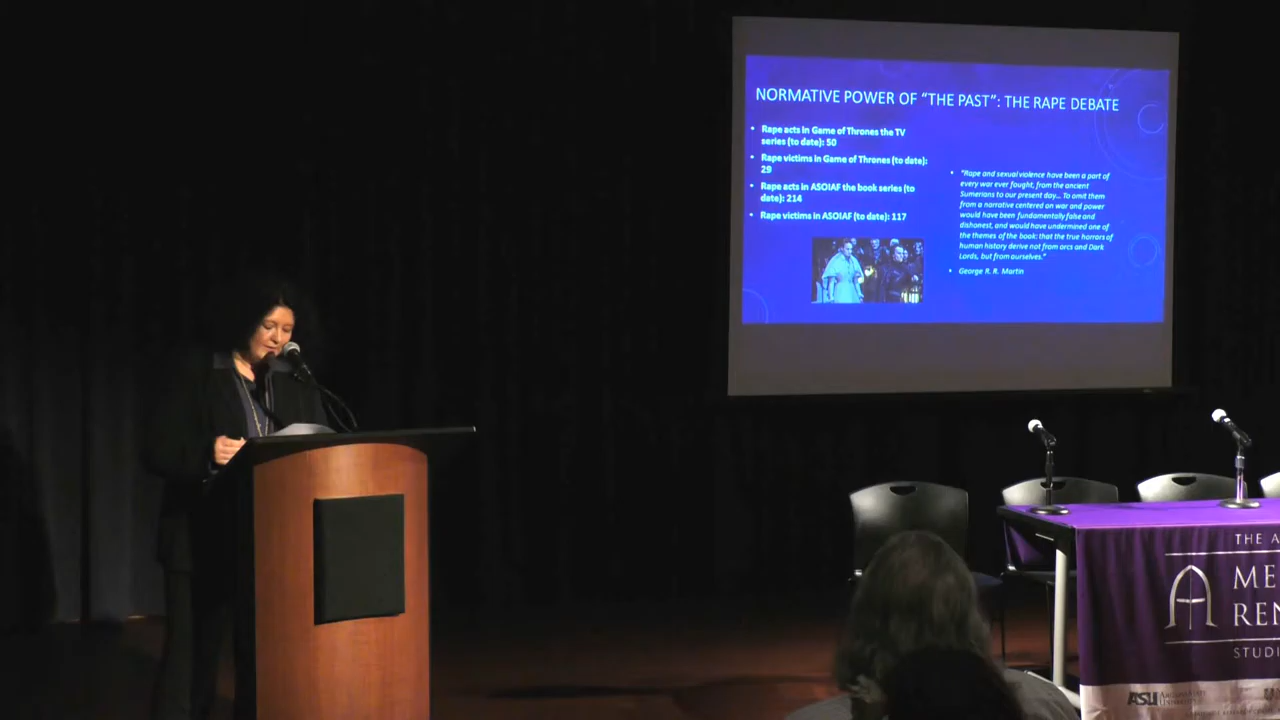 NORMATIVE POWER OF “THE PAST”: THE RAPE DEBATE
• Rape acts in Game of Thrones the TV
series (to date): 50
• Rape victims in Game of Thrones (to date):
29
• Rape acts in ASOIAF the book series (to
date): 214
• Rape victims in ASOIAF (to date): 117
• "Rape and sexual violence have been a part of
every war ever fought, from the ancient
Sumerians to our present day... To omit them
from a narrative centered on war and power
would have been fundamentally false and
dishonest, and would have undermined one of
the themes of the book: that the true horrors of
human history derive not from orcs and Dark
Lords, but from ourselves."
• George R. R. Martin
THE A
ME
REN
STUDI
ASU